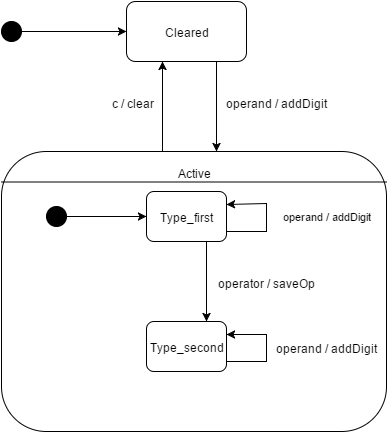 Cleared
c / clear
operand / addDigit
Active
Type_first
operand / addDigit
operator / saveOp
Type_second
operand / addDigit